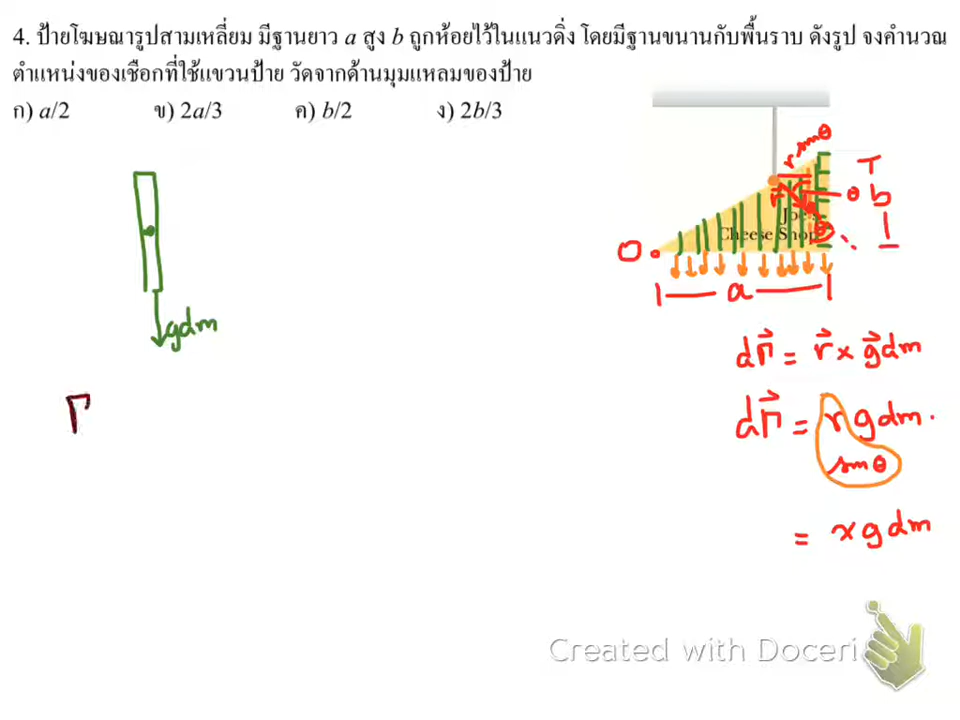 4. ป้ายโฆษณารูปสามเหลี่ยม มีฐานยาว a สูง b ถูกห้อยไว้ในแนวดิ่ง โดยมีฐานขนานกับพื้นราบ ดังรูป จงคำนวณ
ตำแหน่งของเชือกที่ใช้แขวนป้าย วัดจากด้านมุมแหลมของป้าย
ก) a/2 ข) 2a/3 ค) b/2 ง) 2b/3
r sinθ
T
θ b
Joe's
Cheese Shop
θ
O
a
gdm
dΓ⃗ = r⃗ × g⃗dm
Γ
dΓ⃗ = r gdm.
sinθ
= xgdm
Created with Doceri